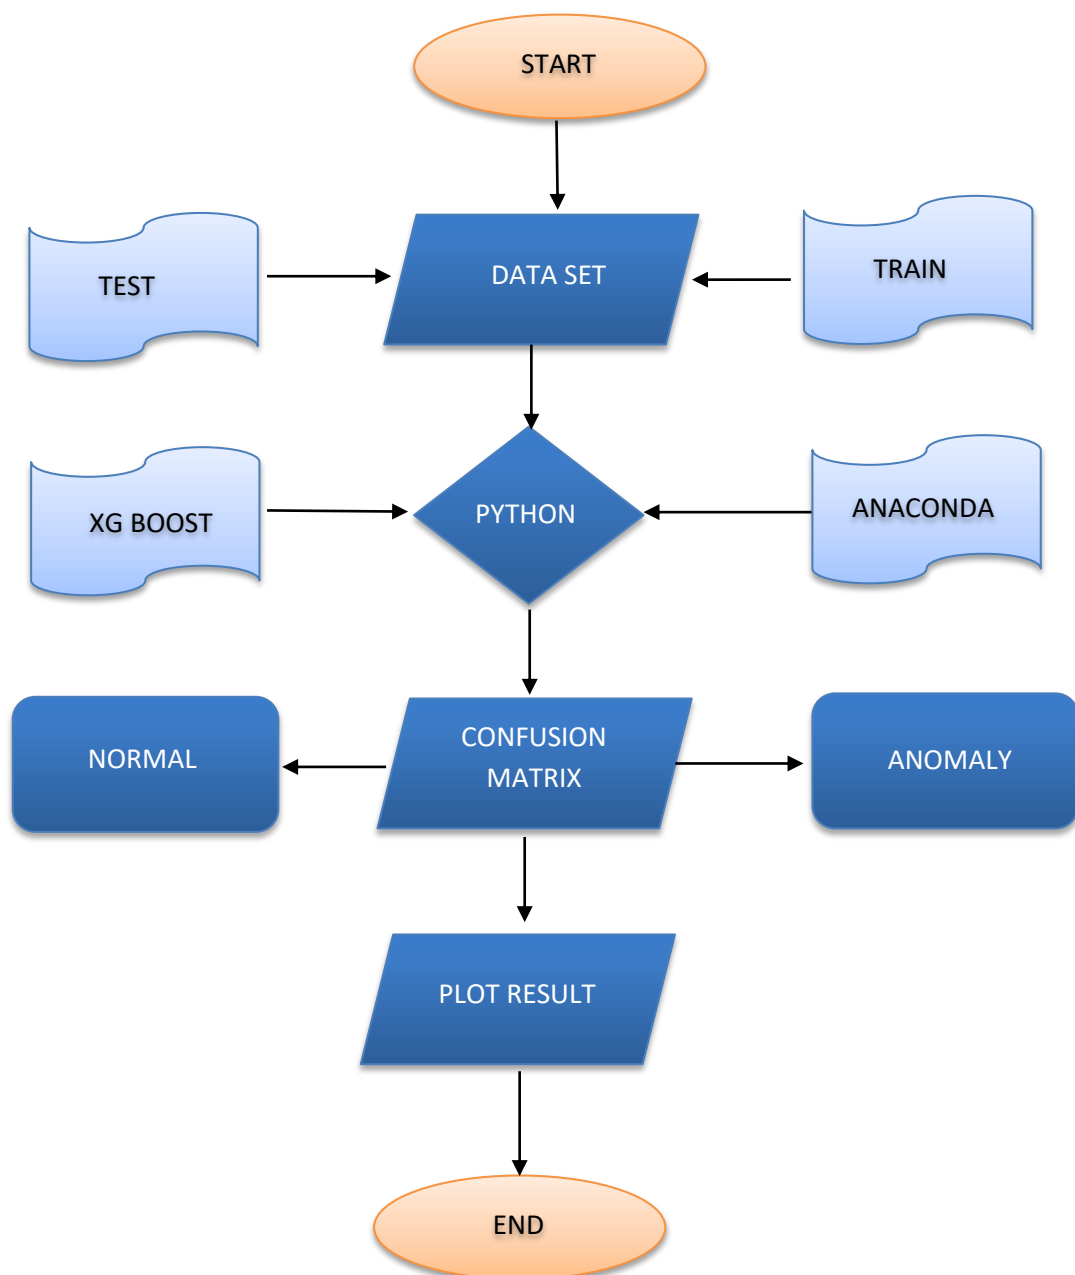 START
TEST
DATA SET
TRAIN
XG BOOST
PYTHON
ANACONDA
NORMAL
CONFUSION
MATRIX
ANOMALY
PLOT RESULT
END